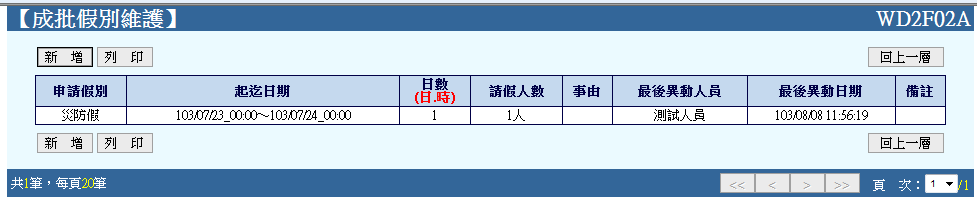 【成批假別維護】 WD2F02A
新 增 列 印 回上一層
申請假別 起迄日期 日數(日.時) 請假人數 事由 最後異動人員 最後異動日期 備註
災防假 103/07/23_00:00～103/07/24_00:00 1 1人 測試人員 103/08/08 11:56:19
新 增 列 印 回上一層
共1筆，每頁20筆 << < > >> 頁 次：1 /1